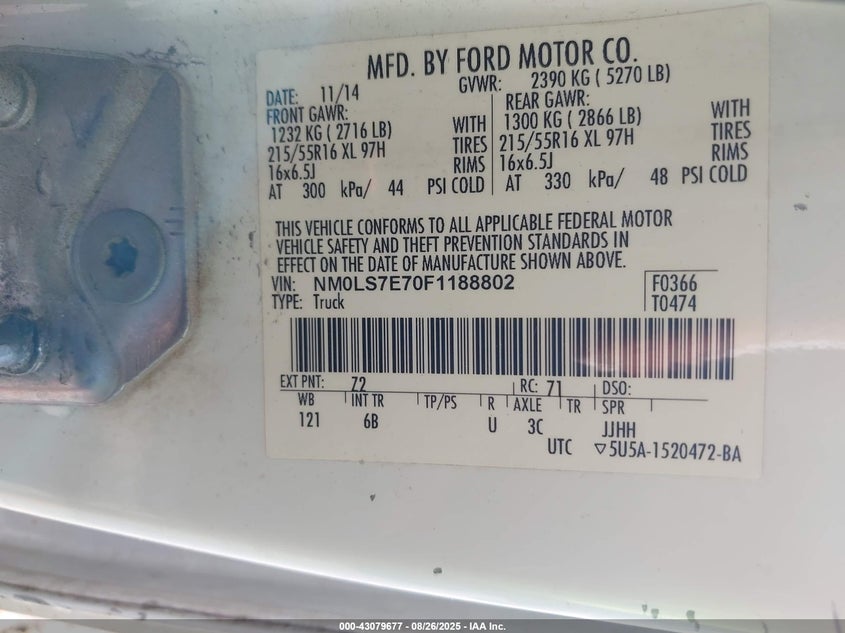 MFD. BY FORD MOTOR CO.
DATE: 11/14 GVWR: 2390 KG ( 5270 LB)
FRONT GAWR: REAR GAWR:
1232 KG ( 2716 LB) WITH 1300 KG ( 2866 LB) WITH
215/55R16 XL 97H TIRES 215/55R16 XL 97H TIRES
16x6.5J RIMS 16x6.5J RIMS
AT 300 kPa/ 44 PSI COLD AT 330 kPa/ 48 PSI COLD
THIS VEHICLE CONFORMS TO ALL APPLICABLE FEDERAL MOTOR
VEHICLE SAFETY AND THEFT PREVENTION STANDARDS IN
EFFECT ON THE DATE OF MANUFACTURE SHOWN ABOVE.
VIN: NM0LS7E70F1188802 F0366
TYPE: Truck T0474
EXT PNT: Z2 RC: 71 DSO:
WB INT TR TP/PS R AXLE TR SPR
121 6B U 3C JJHH
UTC ▽5U5A-1520472-BA
000-43079677 - 08/26/2025 - IAA Inc.